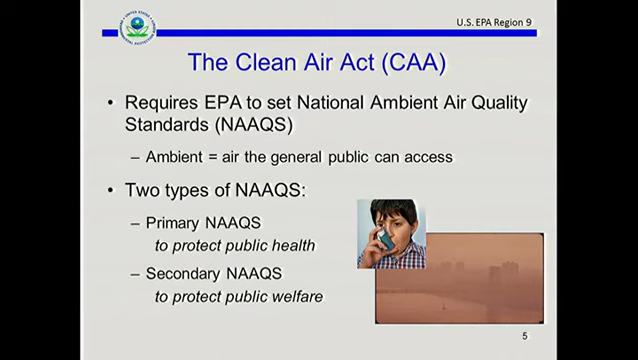 U.S. EPA Region 9
The Clean Air Act (CAA)
• Requires EPA to set National Ambient Air Quality
Standards (NAAQS)
– Ambient = air the general public can access
• Two types of NAAQS:
– Primary NAAQS
to protect public health
– Secondary NAAQS
to protect public welfare
5